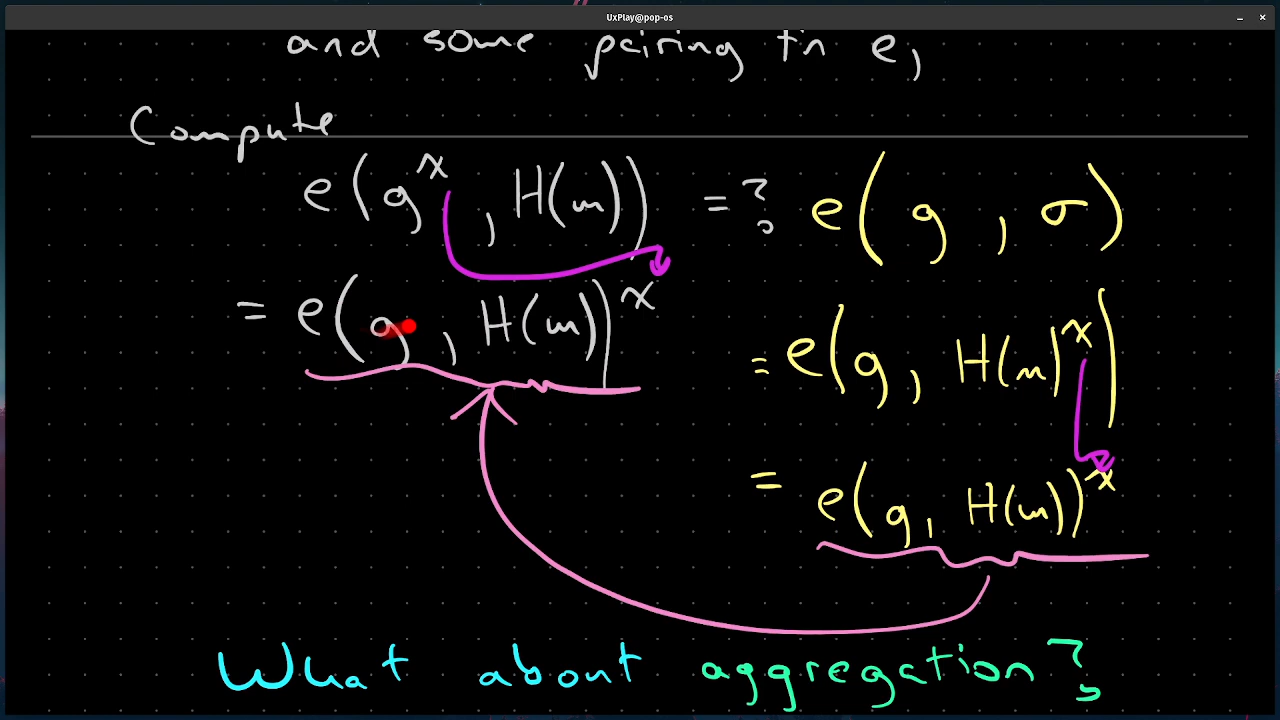 UxPlay@pop-os
and some pairing fn e,
Compute
e(g^x, H(m)) =? e(g, σ)
= e(g, H(m))^x
= e(g, H(m)^x)
= e(g, H(m))^x
What about aggregation?